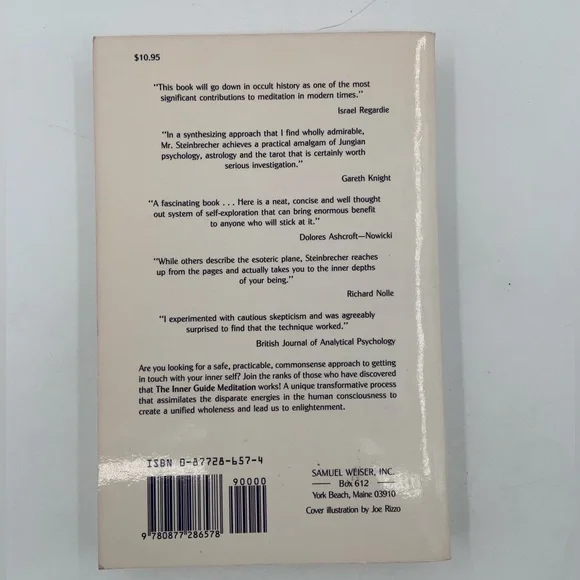 $10.95
"This book will go down in occult history as one of the most
significant contributions to meditation in modern times."
Israel Regardie
"In a synthesizing approach that I find wholly admirable,
Mr. Steinbrecher achieves a practical amalgam of Jungian
psychology, astrology and the tarot that is certainly worth
serious investigation."
Gareth Knight
"A fascinating book . . . Here is a neat, concise and well thought
out system of self-exploration that can bring enormous benefit
to anyone who will stick at it."
Dolores Ashcroft—Nowicki
"While others describe the esoteric plane, Steinbrecher reaches
up from the pages and actually takes you to the inner depths
of your being."
Richard Nolle
"I experimented with cautious skepticism and was agreeably
surprised to find that the technique worked."
British Journal of Analytical Psychology
Are you looking for a safe, practicable, commonsense approach to getting
in touch with your inner self? Join the ranks of those who have discovered
that The Inner Guide Meditation works! A unique transformative process
that assimilates the disparate energies in the human consciousness to
create a unified wholeness and lead us to enlightenment.
ISBN 0-87728-657-4
90000
9 780877 286578
SAMUEL WEISER, INC.
Box 612
York Beach, Maine 03910
Cover illustration by Joe Rizzo